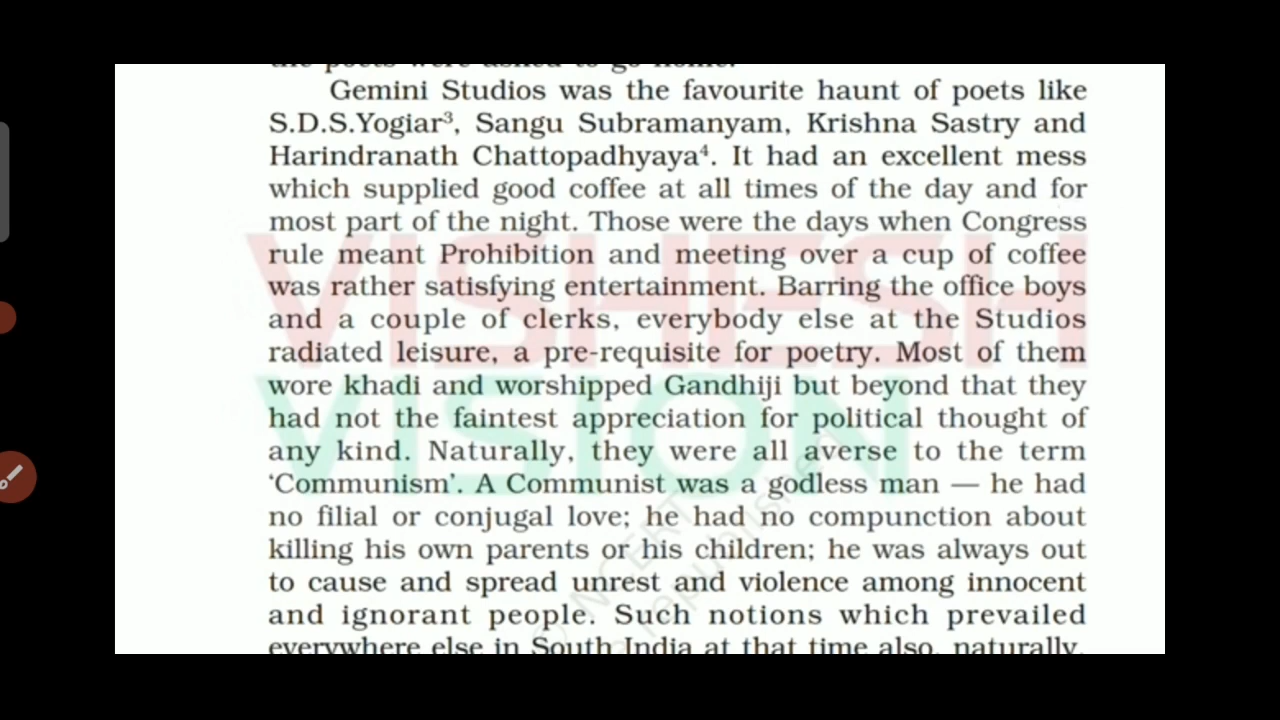 the poets were asked to go home.
Gemini Studios was the favourite haunt of poets like
S.D.S.Yogiar³, Sangu Subramanyam, Krishna Sastry and
Harindranath Chattopadhyaya⁴. It had an excellent mess
which supplied good coffee at all times of the day and for
most part of the night. Those were the days when Congress
rule meant Prohibition and meeting over a cup of coffee
was rather satisfying entertainment. Barring the office boys
and a couple of clerks, everybody else at the Studios
radiated leisure, a pre-requisite for poetry. Most of them
wore khadi and worshipped Gandhiji but beyond that they
had not the faintest appreciation for political thought of
any kind. Naturally, they were all averse to the term
‘Communism’. A Communist was a godless man — he had
no filial or conjugal love; he had no compunction about
killing his own parents or his children; he was always out
to cause and spread unrest and violence among innocent
and ignorant people. Such notions which prevailed
everywhere else in South India at that time also, naturally,
VISHESH
VISION
© NCERT
republished